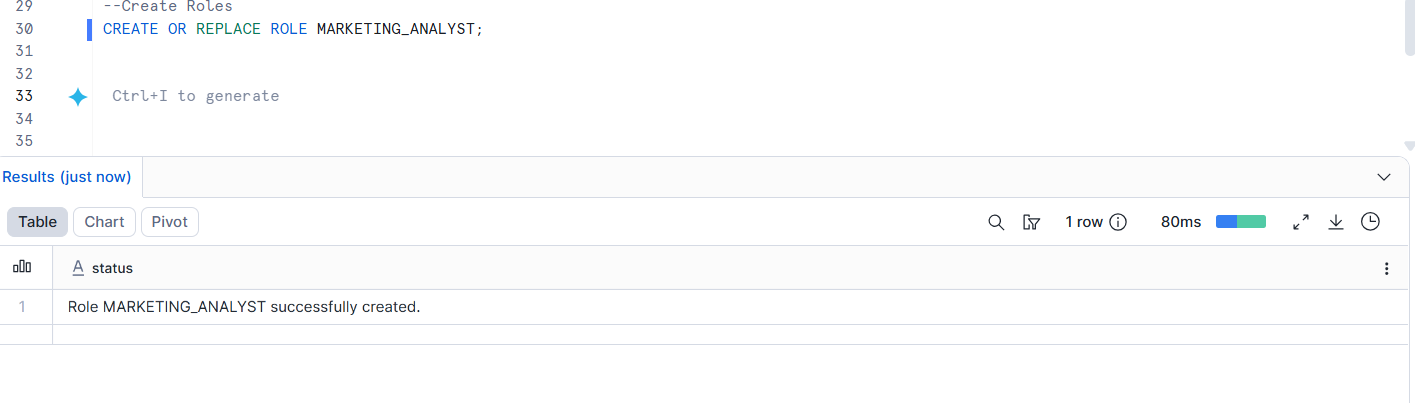 29 --Create Roles
30 CREATE OR REPLACE ROLE MARKETING_ANALYST;
31
32
33 Ctrl+I to generate
34
35
Results (just now)
Table Chart Pivot 1 row 80ms
A status
1 Role MARKETING_ANALYST successfully created.